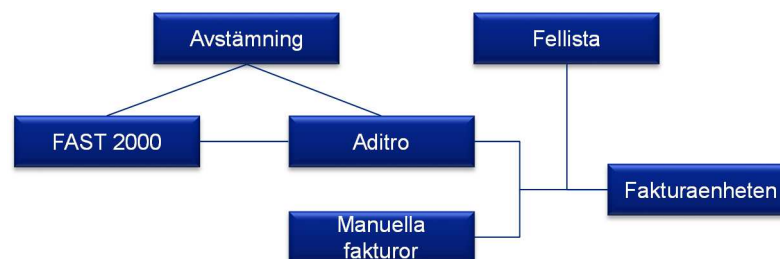 Avstämning
Fellista
FAST 2000
Aditro
Fakturaenheten
Manuella
fakturor